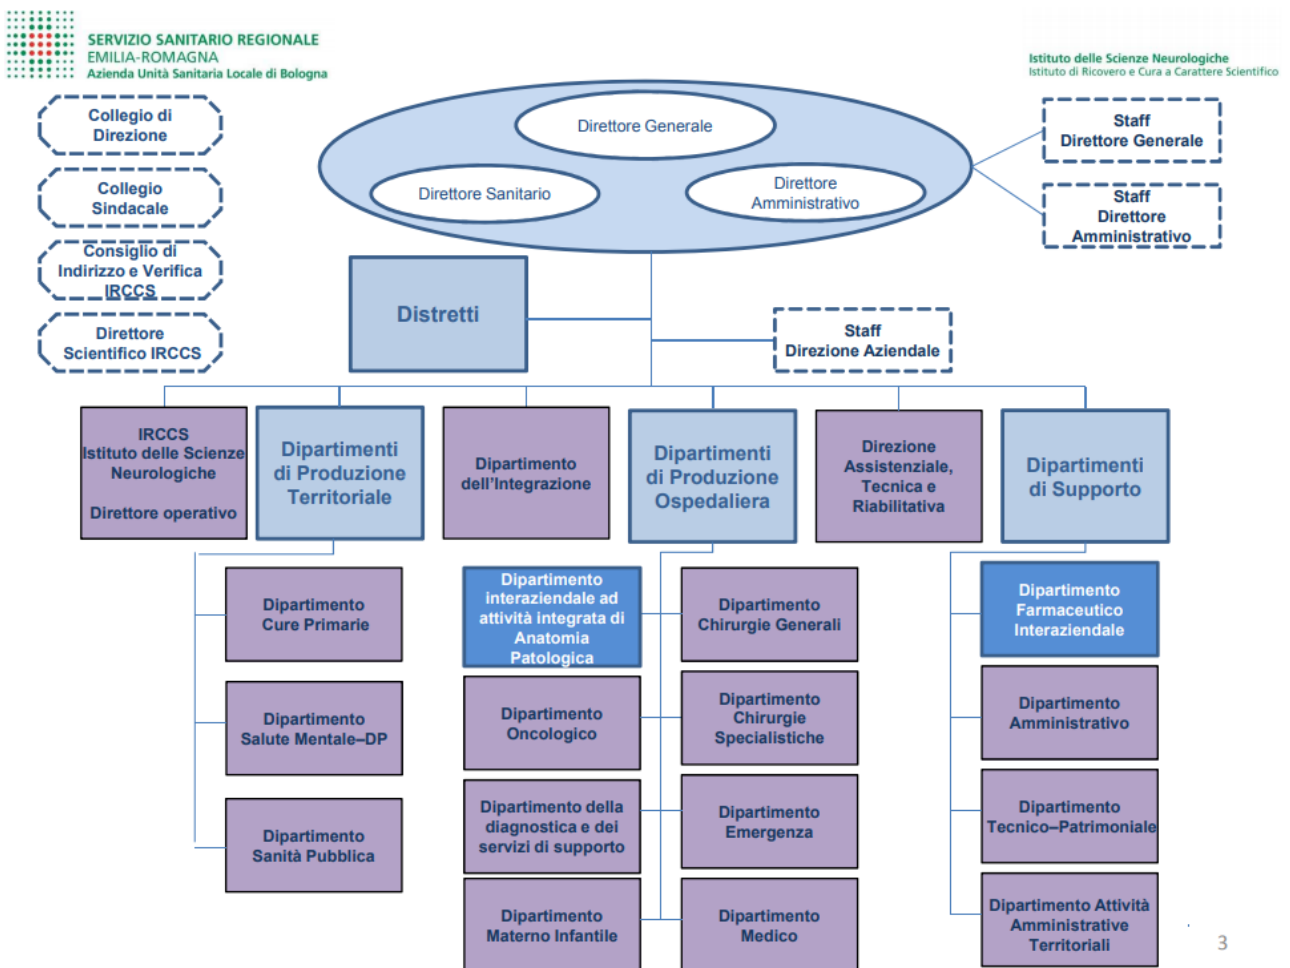 SERVIZIO SANITARIO REGIONALE
EMILIA-ROMAGNA
Azienda Unità Sanitaria Locale di Bologna
Istituto delle Scienze Neurologiche
Istituto di Ricovero e Cura a Carattere Scientifico
Collegio di
Direzione
Collegio
Sindacale
Consiglio di
Indirizzo e Verifica
IRCCS
Direttore
Scientifico IRCCS
Direttore Generale
Direttore Sanitario
Direttore
Amministrativo
Staff
Direttore Generale
Staff
Direttore
Amministrativo
Distretti
Staff
Direzione Aziendale
IRCCS
Istituto delle Scienze
Neurologiche
Direttore operativo
Dipartimenti
di Produzione
Territoriale
Dipartimento
dell'Integrazione
Dipartimenti
di Produzione
Ospedaliera
Direzione
Assistenziale,
Tecnica e
Riabilitativa
Dipartimenti
di Supporto
Dipartimento
Cure Primarie
Dipartimento
Salute Mentale–DP
Dipartimento
Sanità Pubblica
Dipartimento
interaziendale ad
attività integrata di
Anatomia
Patologica
Dipartimento
Oncologico
Dipartimento della
diagnostica e dei
servizi di supporto
Dipartimento
Materno Infantile
Dipartimento
Chirurgie Generali
Dipartimento
Chirurgie
Specialistiche
Dipartimento
Emergenza
Dipartimento
Medico
Dipartimento
Farmaceutico
Interaziendale
Dipartimento
Amministrativo
Dipartimento
Tecnico–Patrimoniale
Dipartimento Attività
Amministrative
Territoriali
3